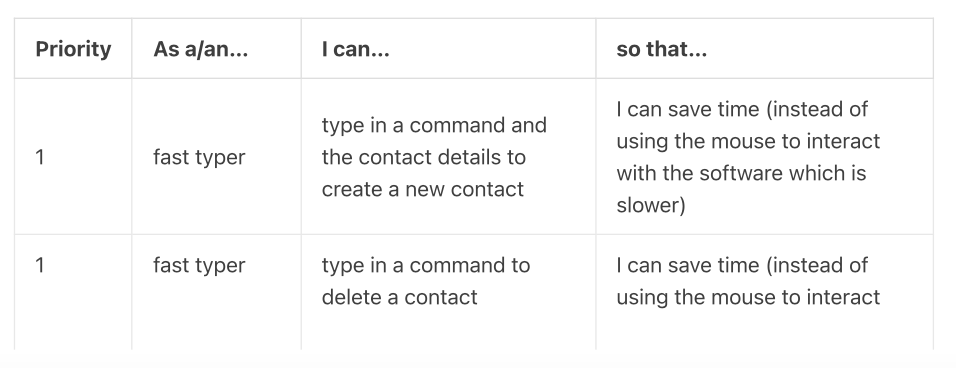 Priority As a/an... I can... so that...
1 fast typer type in a command and the contact details to create a new contact I can save time (instead of using the mouse to interact with the software which is slower)
1 fast typer type in a command to delete a contact I can save time (instead of using the mouse to interact